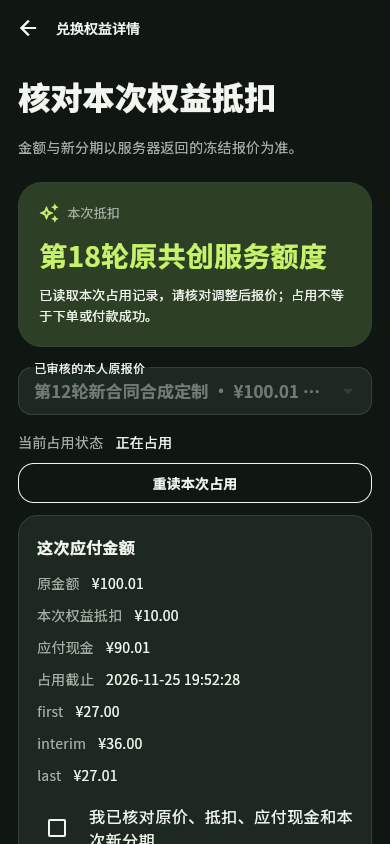 兑换权益详情
核对本次权益抵扣
金额与新分期以服务器返回的冻结报价为准。
本次抵扣
第18轮原共创服务额度
已读取本次占用记录，请核对调整后报价；占用不等
于下单或付款成功。
已审核的本人原报价
第12轮新合同合成定制 · ¥100.01 ···
当前占用状态 正在占用
重读本次占用
这次应付金额
原金额 ¥100.01
本次权益抵扣 ¥10.00
应付现金 ¥90.01
占用截止 2026-11-25 19:52:28
first ¥27.00
interim ¥36.00
last ¥27.01
我已核对原价、抵扣、应付现金和本
次新分期